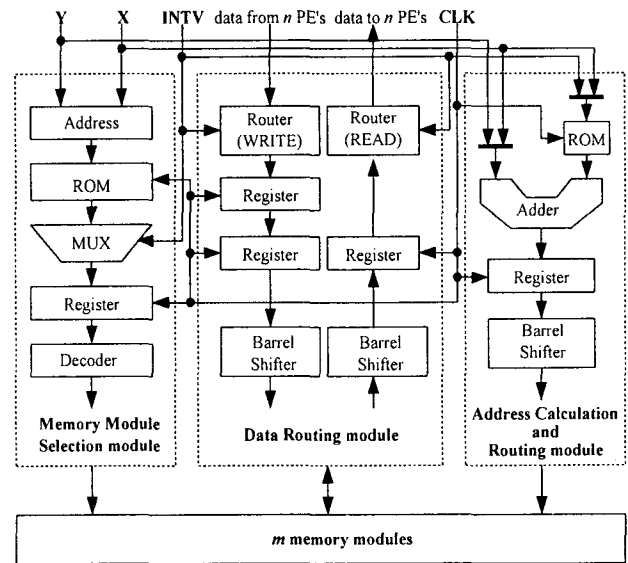 Y X INTV data from n PE's data to n PE's CLK
Address
ROM
MUX
Register
Decoder
Memory Module
Selection module
Router
(WRITE)
Register
Register
Barrel
Shifter
Router
(READ)
Register
Barrel
Shifter
Data Routing module
ROM
Adder
Register
Barrel
Shifter
Address Calculation
and
Routing module
m memory modules